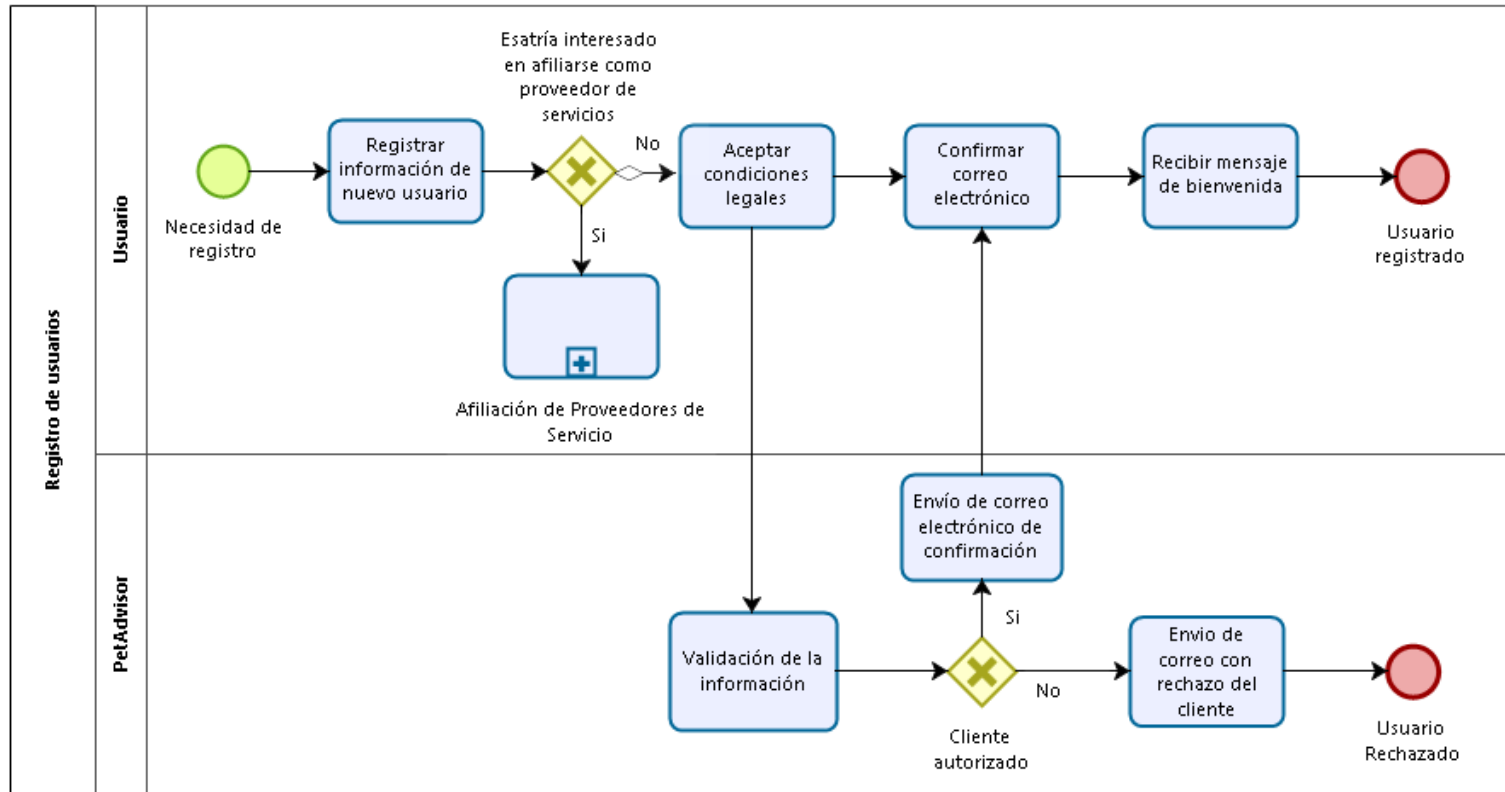 Registro de usuarios
Usuario
Necesidad de
registro
Registrar
información de
nuevo usuario
Esatría interesado
en afiliarse como
proveedor de
servicios
No
Si
Afiliación de Proveedores de
Servicio
Aceptar
condiciones
legales
Confirmar
correo
electrónico
Recibir mensaje
de bienvenida
Usuario
registrado
PetAdvisor
Validación de la
información
Cliente
autorizado
Si
No
Envío de correo
electrónico de
confirmación
Envio de
correo con
rechazo del
cliente
Usuario
Rechazado